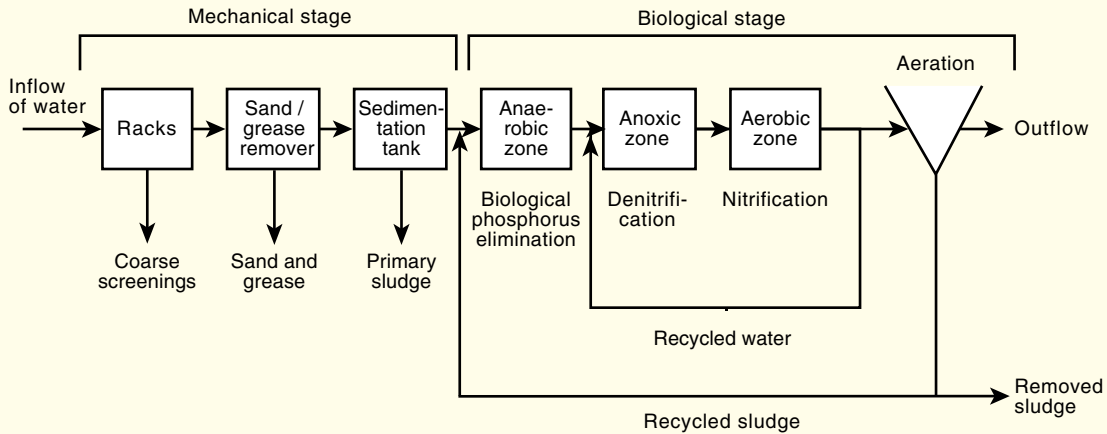 Mechanical stage
Biological stage
Aeration
Inflow
of water
Racks
Sand /
grease
remover
Sedimen-
tation
tank
Anae-
robic
zone
Anoxic
zone
Aerobic
zone
Outflow
Biological
phosphorus
elimination
Denitrifi-
cation
Nitrification
Coarse
screenings
Sand and
grease
Primary
sludge
Recycled water
Removed
sludge
Recycled sludge